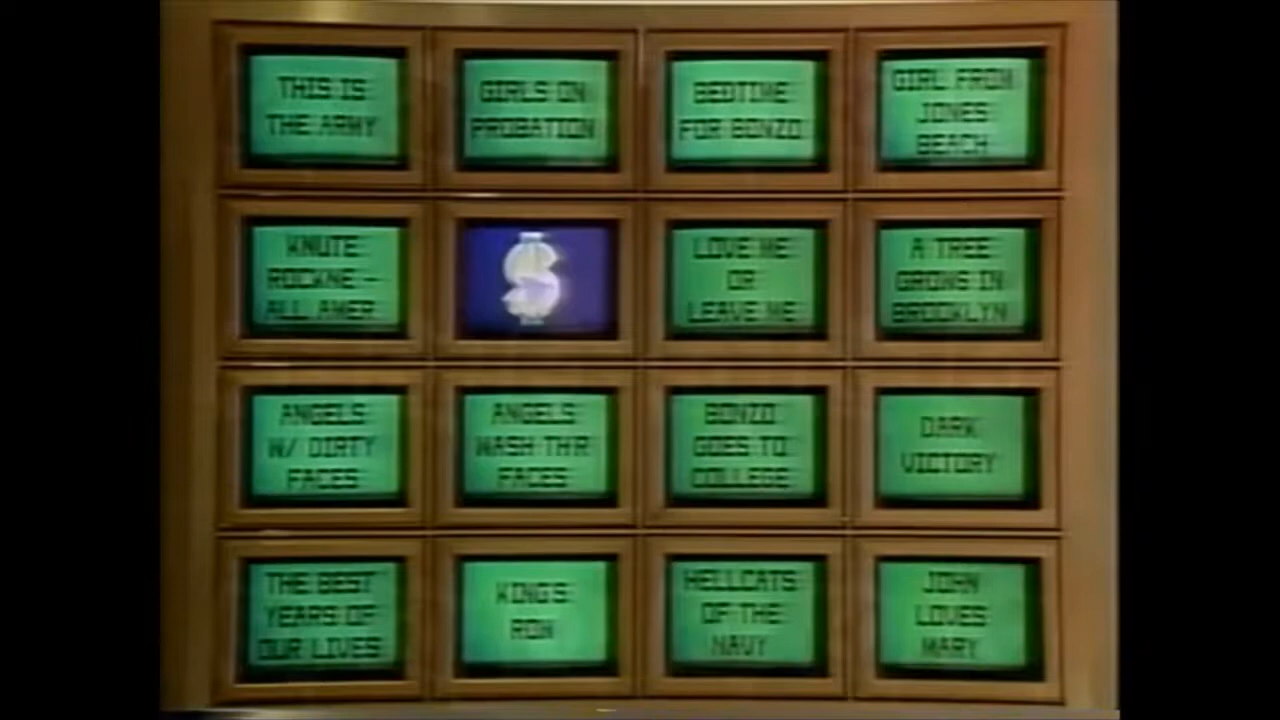 THIS IS
THE ARMY
GIRLS ON
PROBATION
BEDTIME
FOR BONZO
GIRL FROM
JONES
BEACH
KNUTE
ROCKNE-
ALL AMER
$
LOVE ME
OR
LEAVE ME
A TREE
GROWS IN
BROOKLYN
ANGELS
W/ DIRTY
FACES
ANGELS
WASH THR
FACES
BONZO
GOES TO
COLLEGE
DARK
VICTORY
THE BEST
YEARS OF
OUR LIVES
KINGS
ROW
HELLCATS
OF THE
NAVY
JOHN
LOVES
MARY